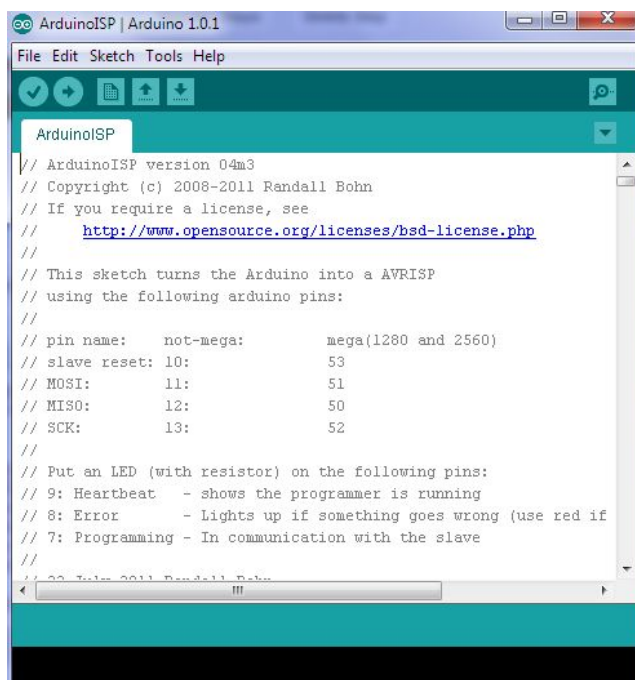 ArduinoISP | Arduino 1.0.1
File Edit Sketch Tools Help
ArduinoISP
// ArduinoISP version 04m3
// Copyright (c) 2008-2011 Randall Bohn
// If you require a license, see
//     http://www.opensource.org/licenses/bsd-license.php
//
// This sketch turns the Arduino into a AVRISP
// using the following arduino pins:
//
// pin name:    not-mega:         mega(1280 and 2560)
// slave reset: 10:               53
// MOSI:        11:               51
// MISO:        12:               50
// SCK:         13:               52
//
// Put an LED (with resistor) on the following pins:
// 9: Heartbeat   - shows the programmer is running
// 8: Error       - Lights up if something goes wrong (use red if
// 7: Programming - In communication with the slave
//
// 22 July 2011 Randall Bohn